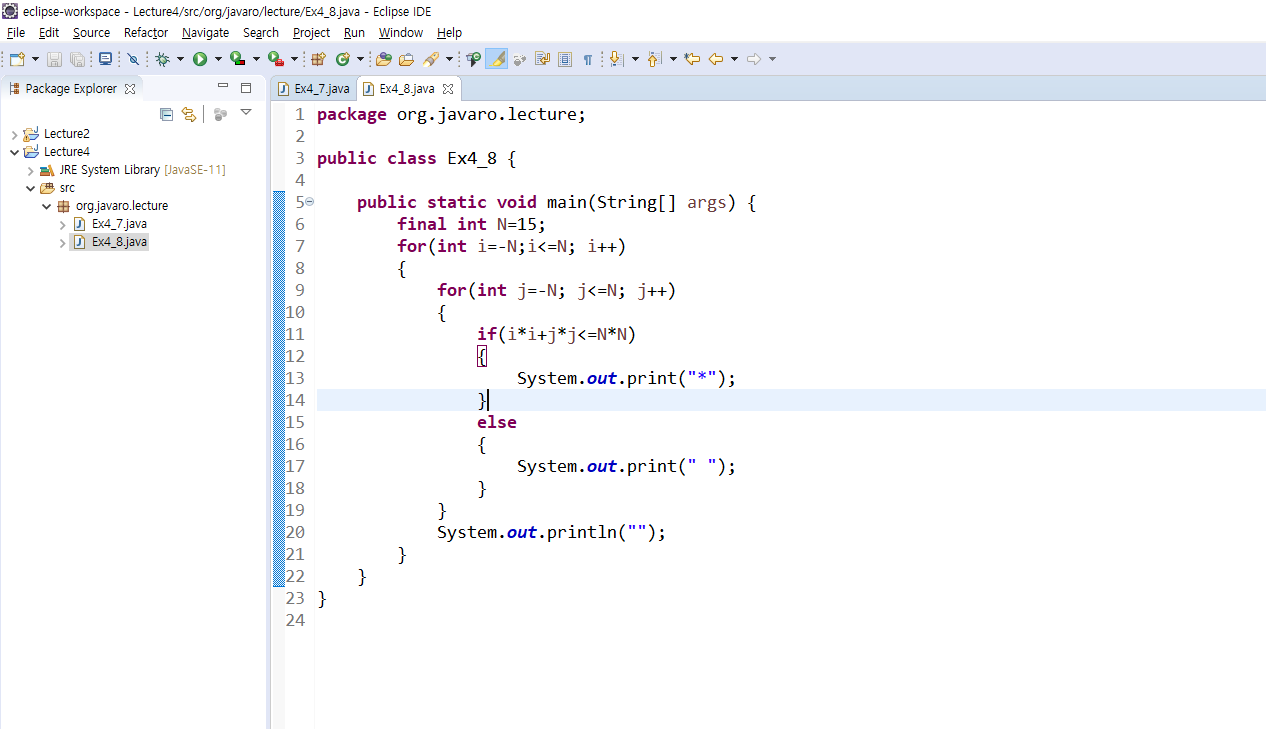 eclipse-workspace - Lecture4/src/org/javaro/lecture/Ex4_8.java - Eclipse IDE
File Edit Source Refactor Navigate Search Project Run Window Help
Package Explorer
Lecture2
Lecture4
JRE System Library [JavaSE-11]
src
org.javaro.lecture
Ex4_7.java
Ex4_8.java
Ex4_7.java Ex4_8.java
1 package org.javaro.lecture;
2
3 public class Ex4_8 {
4
5 public static void main(String[] args) {
6 final int N=15;
7 for(int i=-N;i<=N; i++)
8 {
9 for(int j=-N; j<=N; j++)
10 {
11 if(i*i+j*j<=N*N)
12 {
13 System.out.print("*");
14 }
15 else
16 {
17 System.out.print(" ");
18 }
19 }
20 System.out.println("");
21 }
22 }
23 }
24